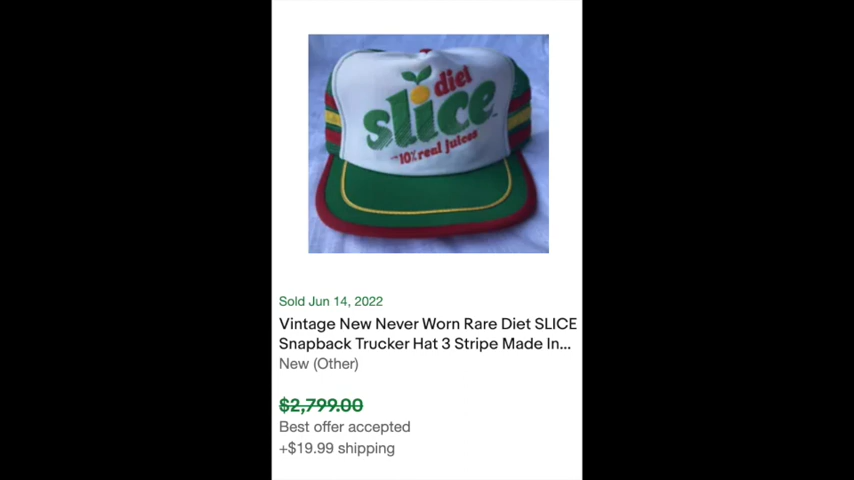 diet
slice
10% real juices
Sold Jun 14, 2022
Vintage New Never Worn Rare Diet SLICE
Snapback Trucker Hat 3 Stripe Made In...
New (Other)
$2,799.00
Best offer accepted
+$19.99 shipping